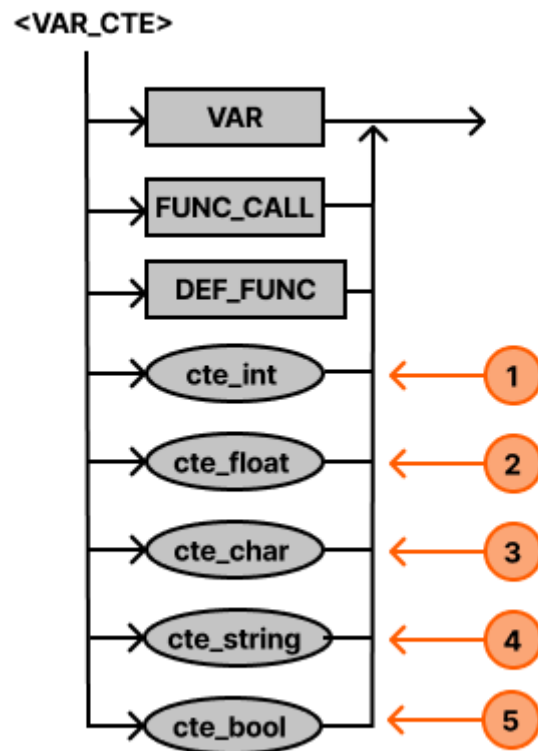 <VAR_CTE>
VAR
FUNC_CALL
DEF_FUNC
cte_int
1
cte_float
2
cte_char
3
cte_string
4
cte_bool
5